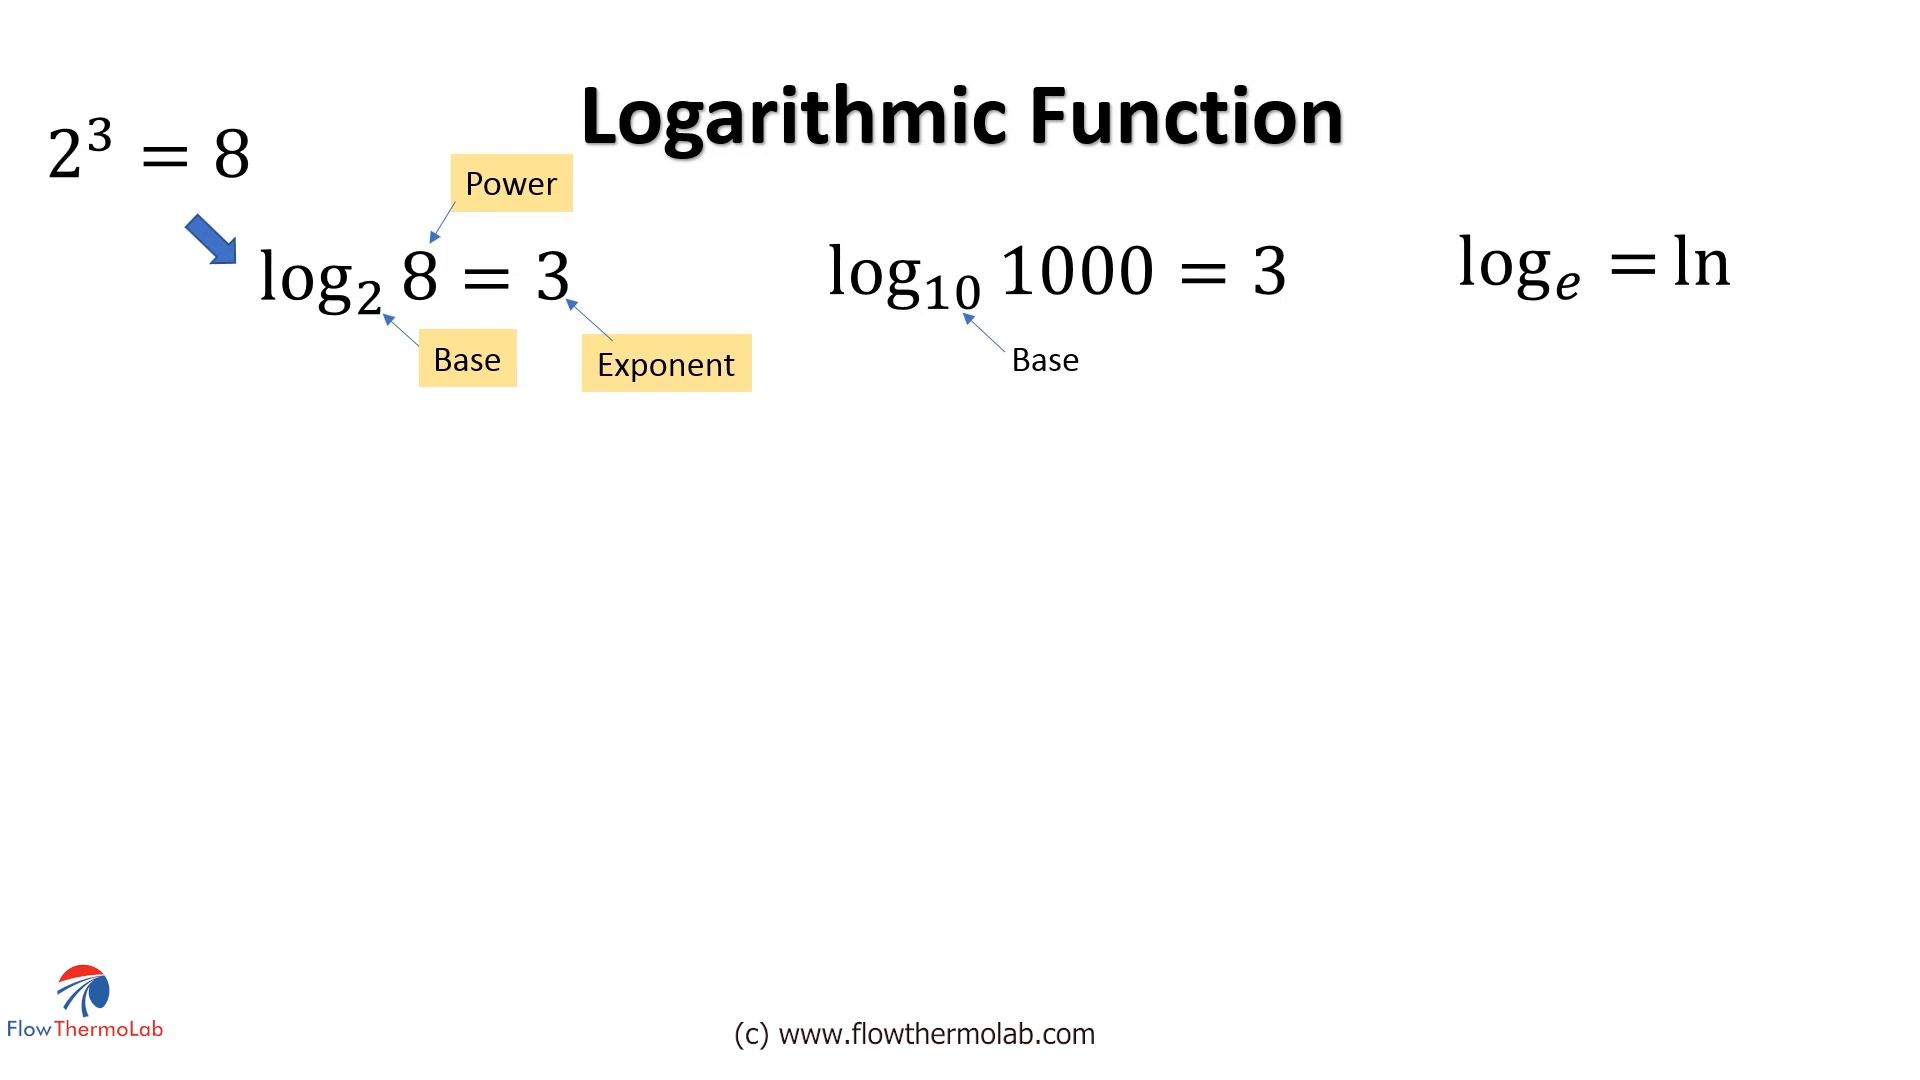 Logarithmic Function
2³ = 8
Power
log₂ 8 = 3
Base
Exponent
log₁₀ 1000 = 3
Base
logₑ = ln
FlowThermoLab
(c) www.flowthermolab.com